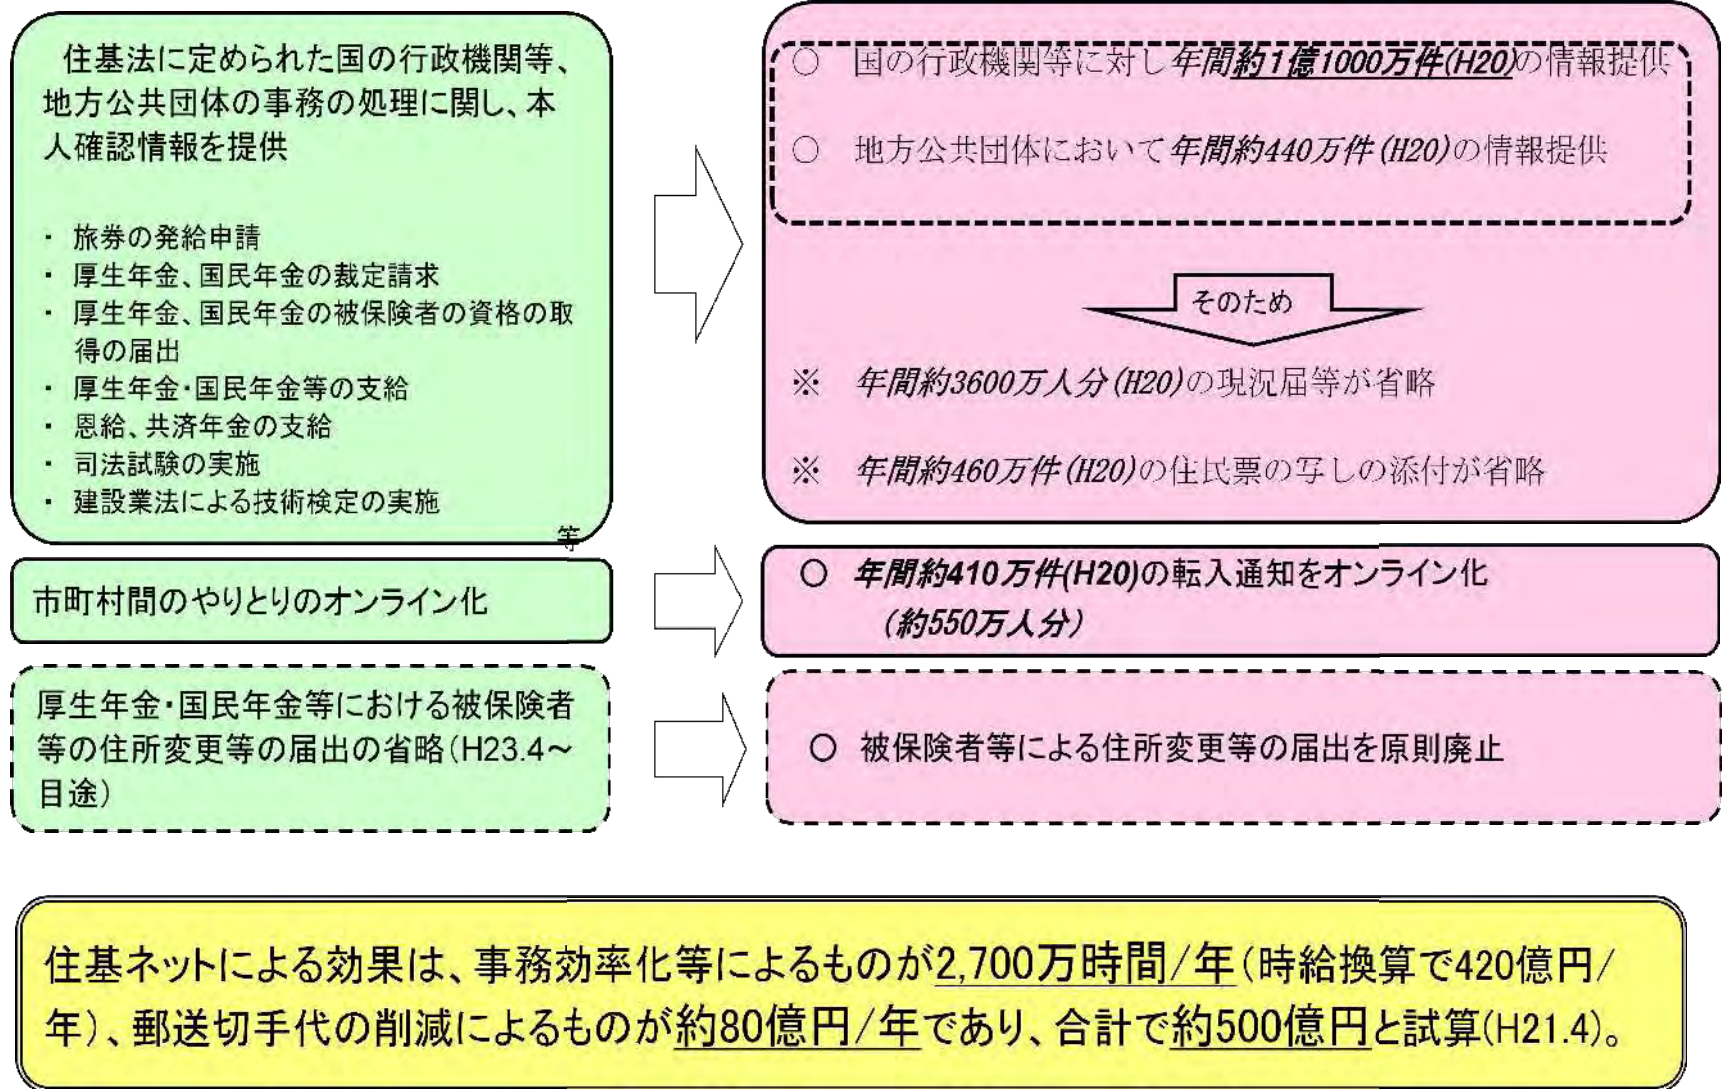 住基法に定められた国の行政機関等、
地方公共団体の事務の処理に関し、本
人確認情報を提供
・ 旅券の発給申請
・ 厚生年金、国民年金の裁定請求
・ 厚生年金、国民年金の被保険者の資格の取
得の届出
・ 厚生年金・国民年金等の支給
・ 恩給、共済年金の支給
・ 司法試験の実施
・ 建設業法による技術検定の実施
等
○ 国の行政機関等に対し年間約1億1000万件(H20)の情報提供
○ 地方公共団体において年間約440万件(H20)の情報提供
そのため
※ 年間約3600万人分(H20)の現況届等が省略
※ 年間約460万件(H20)の住民票の写しの添付が省略
市町村間のやりとりのオンライン化
○ 年間約410万件(H20)の転入通知をオンライン化
(約550万人分)
厚生年金・国民年金等における被保険者
等の住所変更等の届出の省略(H23.4～
目途)
○ 被保険者等による住所変更等の届出を原則廃止
住基ネットによる効果は、事務効率化等によるものが2,700万時間/年(時給換算で420億円/
年)、郵送切手代の削減によるものが約80億円/年であり、合計で約500億円と試算(H21.4)。